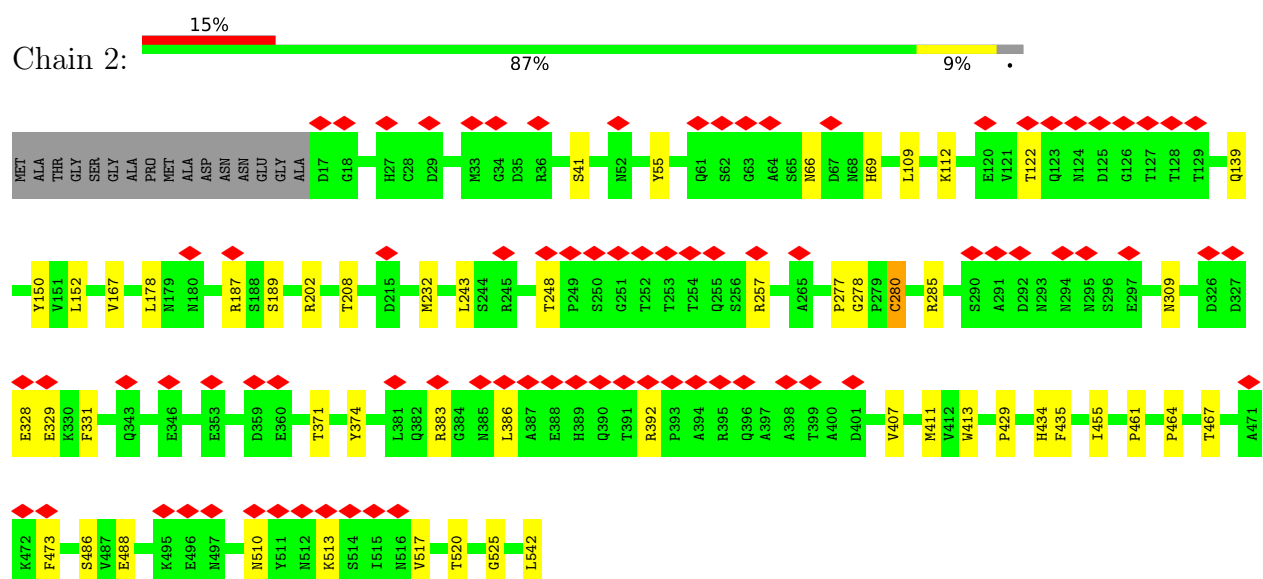 15%
Chain 2:
87% 9% •
MET ALA THR GLY SER GLY ALA PRO MET ALA ASP ASN ASN GLU GLY ALA D17 G18 H27 C28 D29 M33 G34 D35 R36 S41 N52 Y55 Q61 S62 G63 A64 S65 N66 D67 N68 H69 L109 K112 E120 V121 T122 Q123 N124 D125 G126 T127 T128 T129 Q139
Y150 V151 L152 V167 L178 N179 N180 R187 S188 S189 R202 T208 D215 M232 L243 S244 R245 T248 P249 S250 G251 T252 T253 T254 Q255 S256 R257 A265 P277 G278 P279 C280 R285 S290 A291 D292 N293 N294 N295 S296 E297 N309 D326 D327
E328 E329 K330 F331 Q343 E346 E353 D359 E360 T371 Y374 L381 Q382 R383 G384 N385 L386 A387 E388 H389 Q390 T391 R392 P393 A394 R395 Q396 A397 A398 T399 A400 D401 V407 M411 V412 W413 P429 H434 F435 I455 P461 P464 T467 A471
K472 F473 S486 V487 E488 K495 E496 N497 N510 Y511 N512 K513 S514 I515 N516 V517 T520 G525 L542